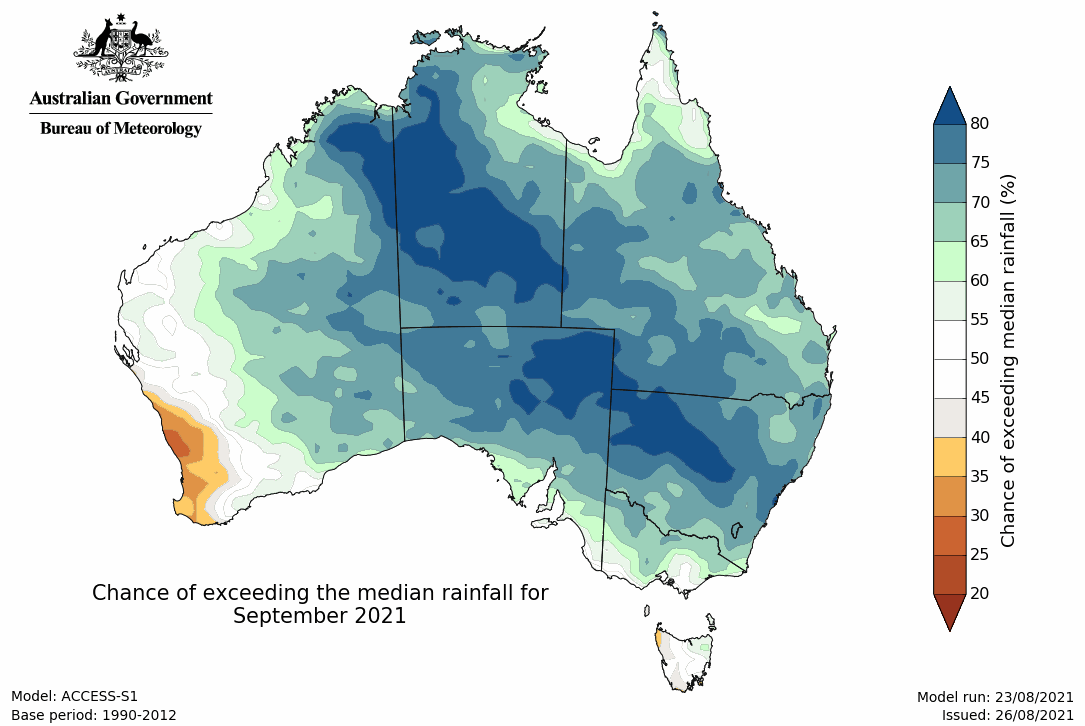 AUSTRALIA
Australian Government
Bureau of Meteorology
80
75
70
65
60
55
50
45
40
35
30
25
20
Chance of exceeding median rainfall (%)
Chance of exceeding the median rainfall for
September 2021
Model: ACCESS-S1
Base period: 1990-2012
Model run: 23/08/2021
Issued: 26/08/2021